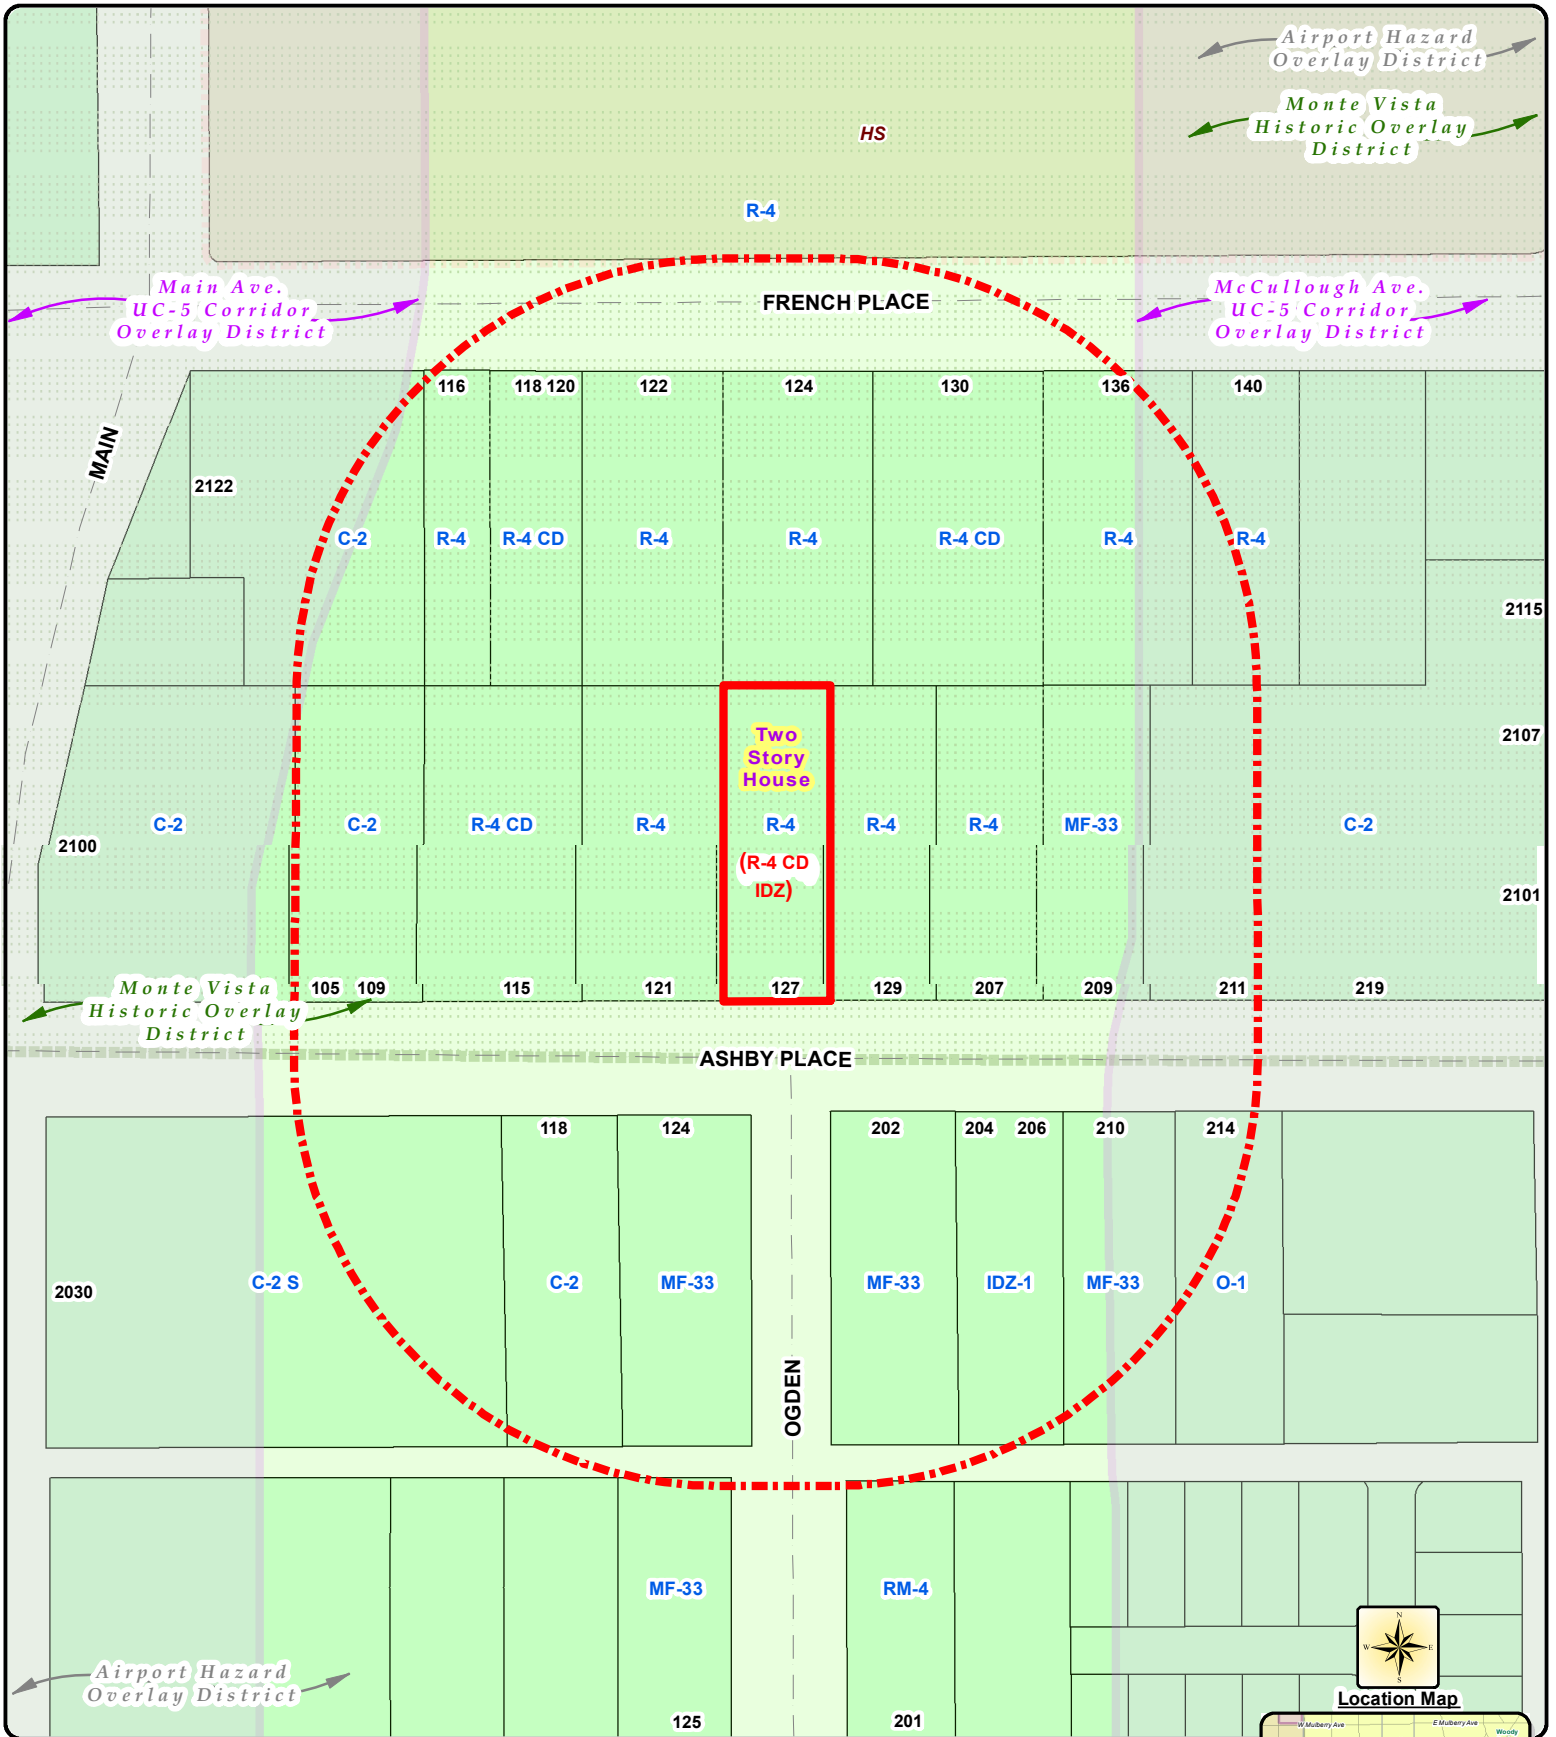 Airport Hazard
Overlay District
Monte Vista
Historic Overlay
District
HS
R-4
Main Ave.
UC-5 Corridor
Overlay District
FRENCH PLACE
McCullough Ave.
UC-5 Corridor
Overlay District
116
118 120
122
124
130
136
140
MAIN
2122
C-2
R-4
R-4 CD
R-4
R-4
R-4 CD
R-4
R-4
2115
Two
Story
House
2107
2100
C-2
C-2
R-4 CD
R-4
R-4
R-4
R-4
MF-33
C-2
(R-4 CD
IDZ)
2101
105
109
115
121
127
129
207
209
211
219
Monte Vista
Historic Overlay
District
ASHBY PLACE
118
124
202
204
206
210
214
2030
C-2 S
C-2
MF-33
MF-33
IDZ-1
MF-33
O-1
OGDEN
MF-33
RM-4
N
W
E
S
Airport Hazard
Overlay District
125
201
Location Map
W Mulberry Ave
E Mulberry Ave
Woody